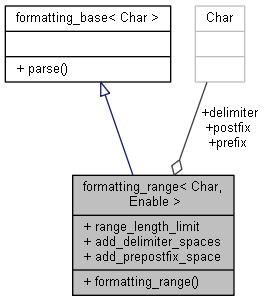 formatting_base< Char >
+ parse()
Char
+delimiter
+postfix
+prefix
formatting_range< Char,
Enable >
+ range_length_limit
+ add_delimiter_spaces
+ add_prepostfix_space
+ formatting_range()